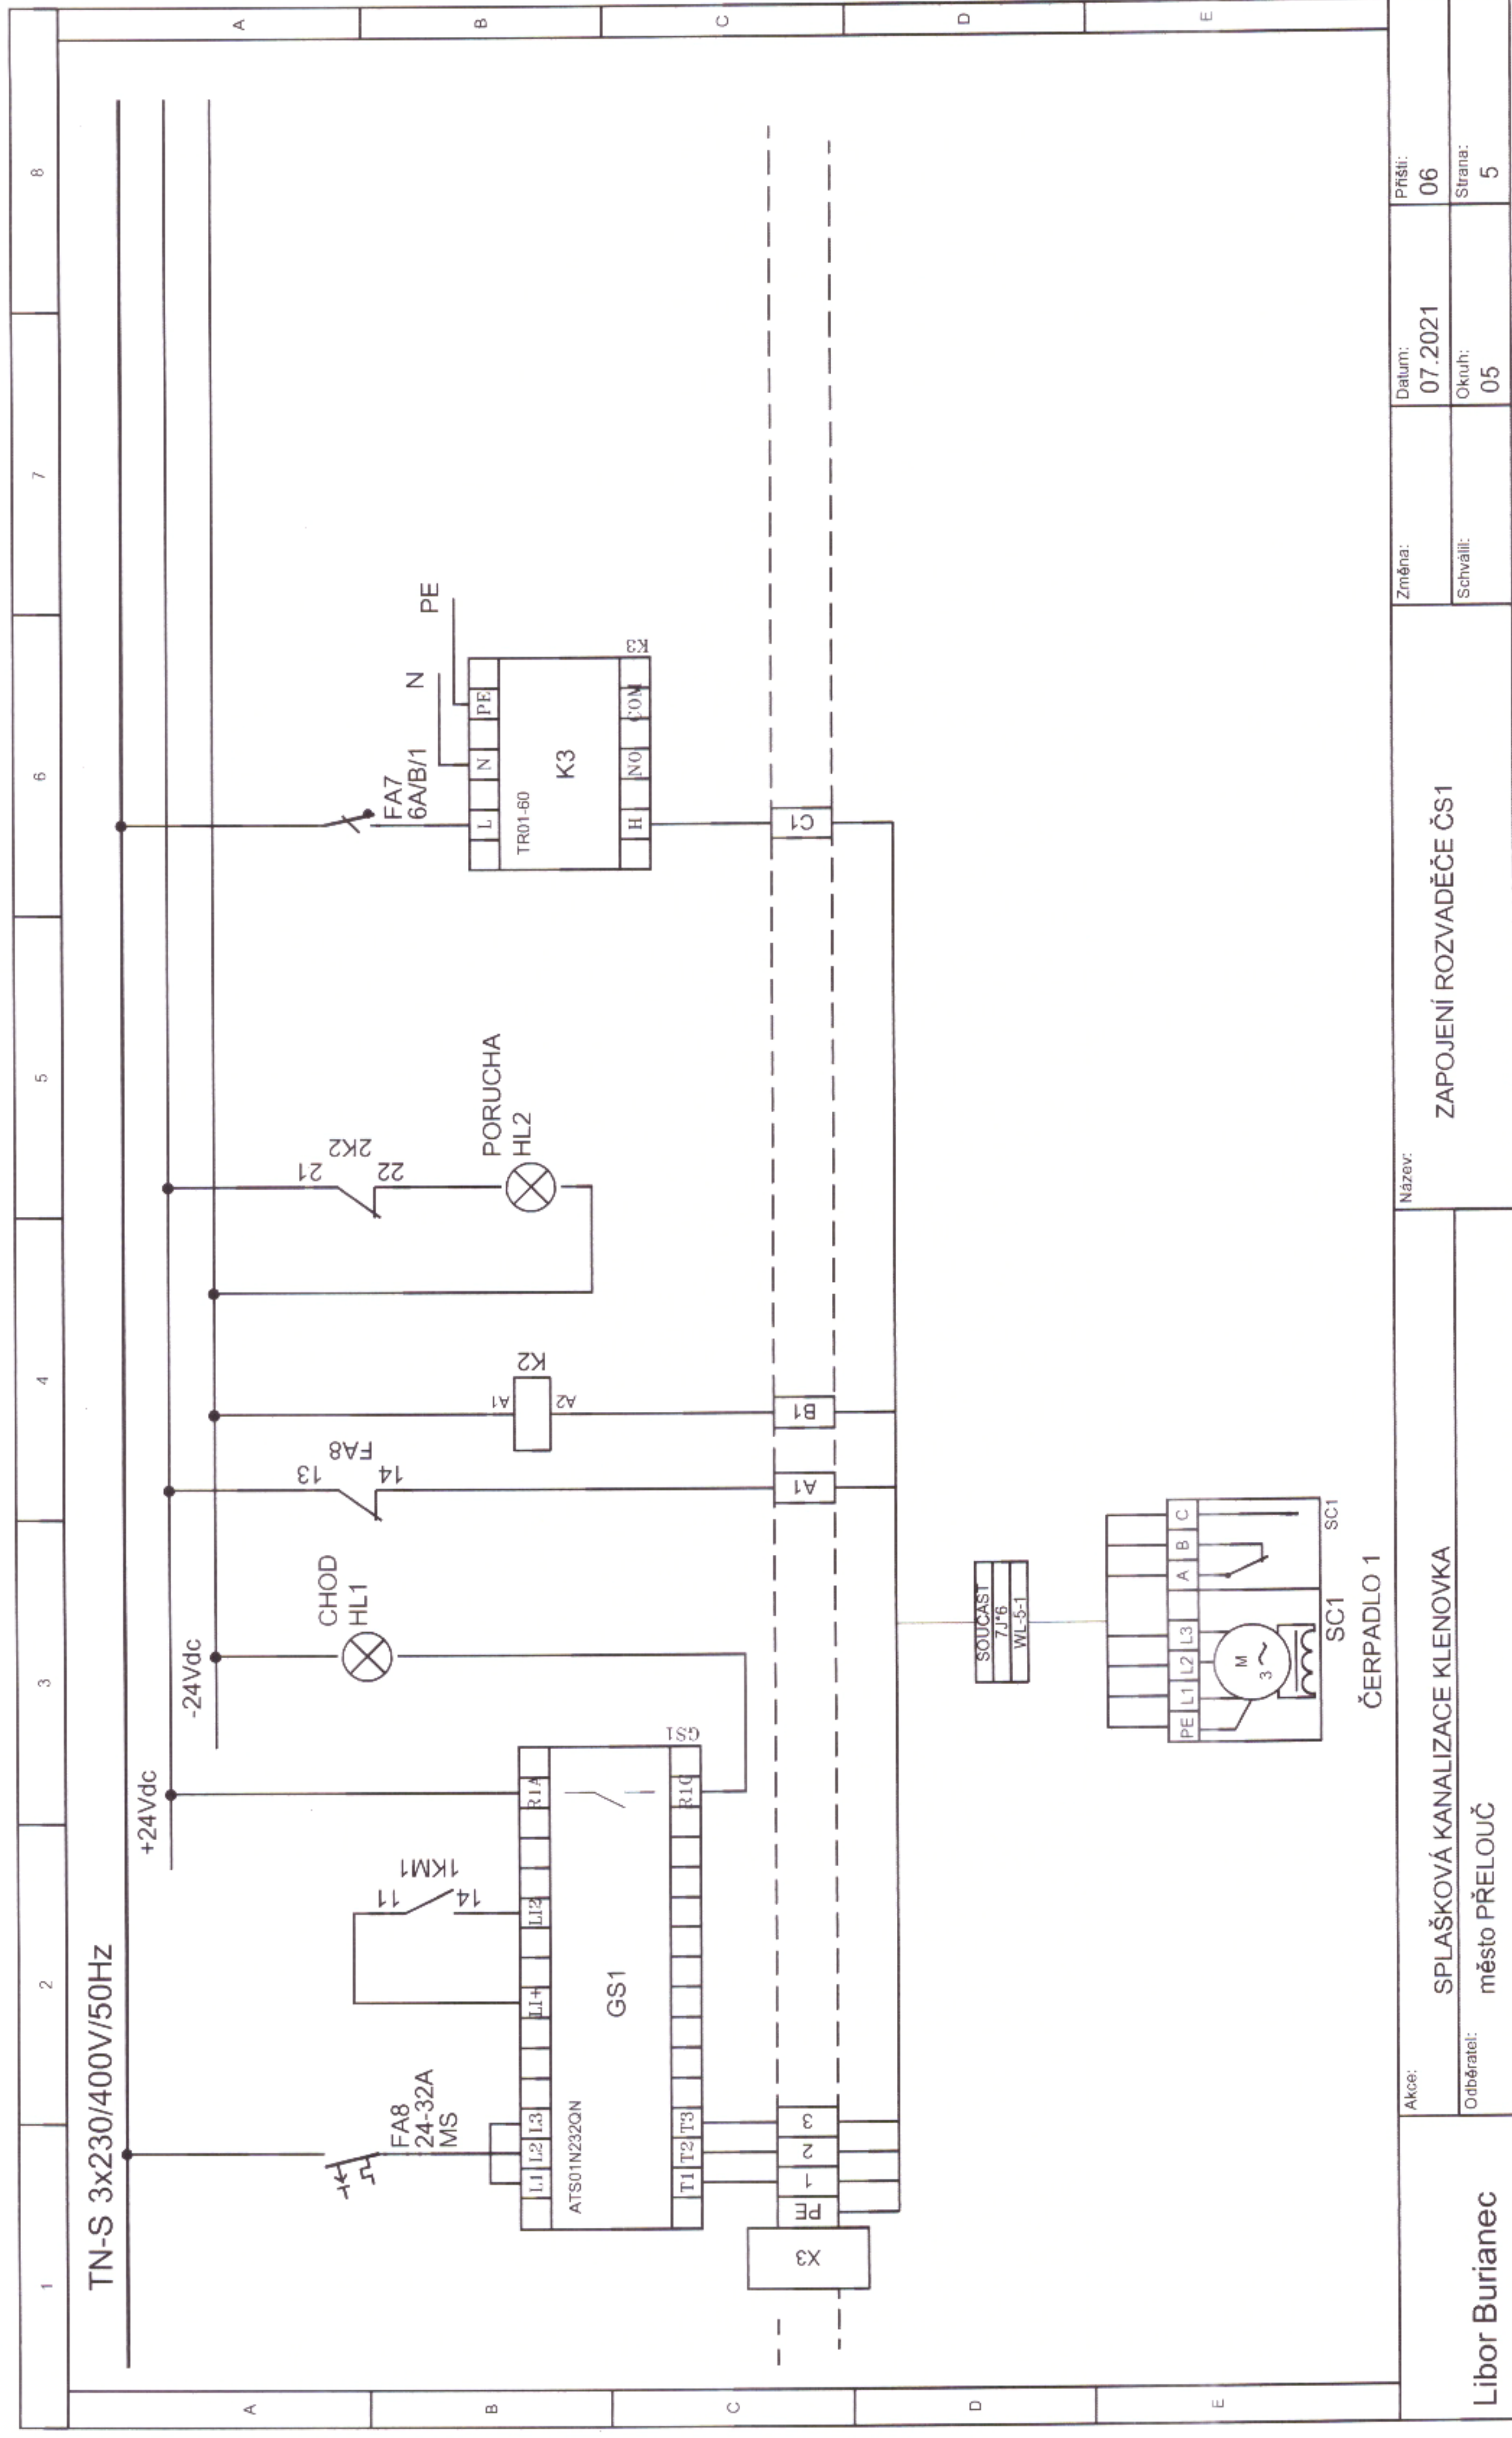 1
2
3
4
5
6
7
8
A
B
C
D
E
A
B
C
D
E
TN-S 3x230/400V/50Hz
+24Vdc
-24Vdc
FA8
24-32A
MS
L1
L2
L3
LI+
LI2
R1A
11
14
1KM1
ATS01N232QN
GS1
GS1
T1
T2
T3
R1C
CHOD
HL1
13
14
FA8
A1
A2
K2
21
22
2K2
PORUCHA
HL2
FA7
6A/B/1
N
PE
L
N
PE
TR01-60
K3
K3
H
NO
COM
X3
PE
1
2
3
A1
B1
C1
SOUČÁST
7J*6
WL-5-1
PE
L1
L2
L3
A
B
C
M
3
SC1
SC1
ČERPADLO 1
Libor Burianec
Akce:
SPLAŠKOVÁ KANALIZACE KLENOVKA
Odběratel:
město PŘELOUČ
Název:
ZAPOJENÍ ROZVADĚČE ČS1
Změna:
Schválil:
Datum:
07.2021
Okruh:
05
Příští:
06
Strana:
5